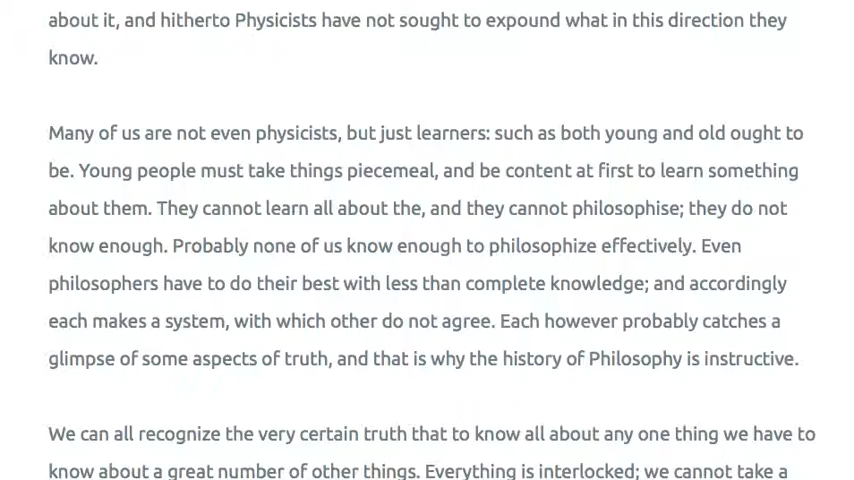 about it, and hitherto Physicists have not sought to expound what in this direction they
know.
Many of us are not even physicists, but just learners: such as both young and old ought to
be. Young people must take things piecemeal, and be content at first to learn something
about them. They cannot learn all about the, and they cannot philosophise; they do not
know enough. Probably none of us know enough to philosophize effectively. Even
philosophers have to do their best with less than complete knowledge; and accordingly
each makes a system, with which other do not agree. Each however probably catches a
glimpse of some aspects of truth, and that is why the history of Philosophy is instructive.
We can all recognize the very certain truth that to know all about any one thing we have to
know about a great number of other things. Everything is interlocked; we cannot take a